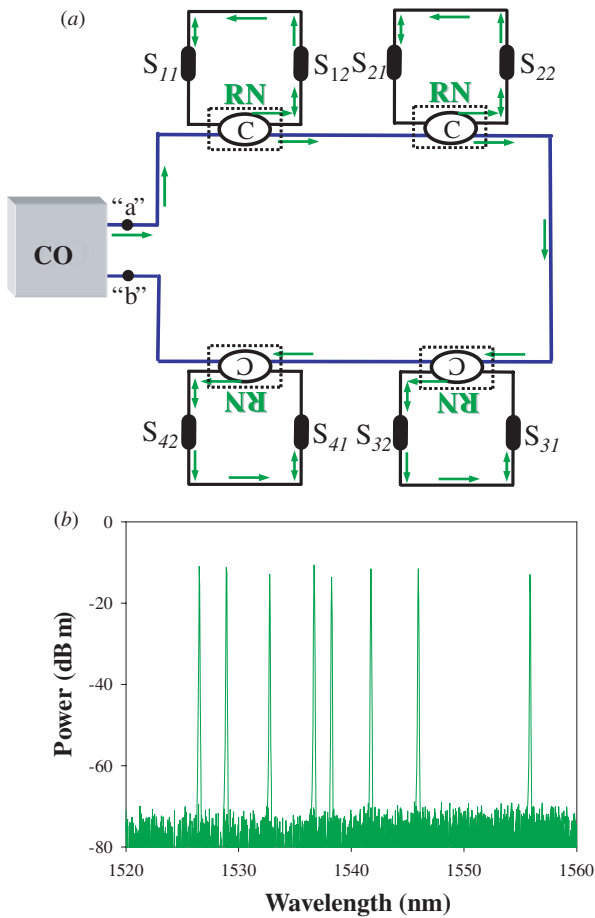 (a)
S11 S12 S21 S22
RN RN
C C
"a"
CO
"b"
C C
RN RN
S42 S41 S32 S31
(b)
0
-20
-40
-60
-80
Power (dB m)
1520 1530 1540 1550 1560
Wavelength (nm)